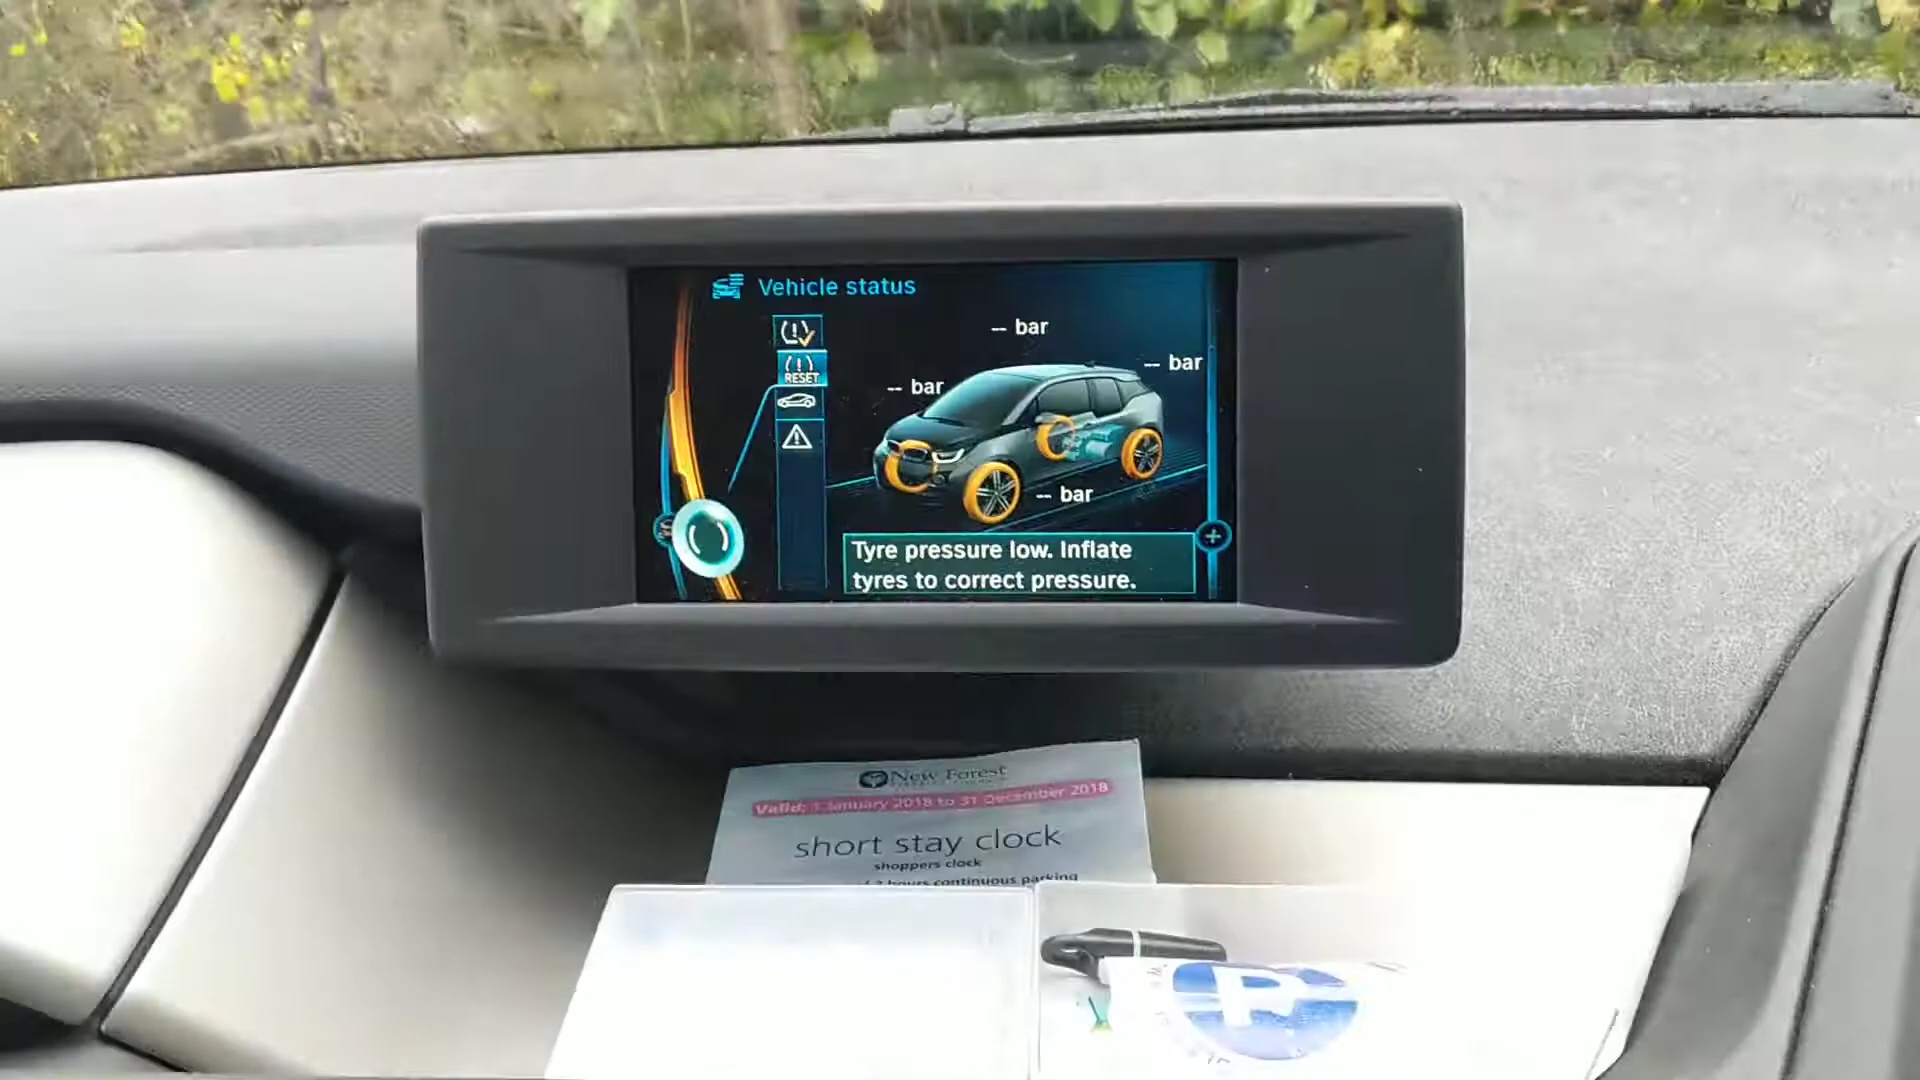 Vehicle status
-- bar
-- bar
-- bar
RESET
-- bar
Tyre pressure low. Inflate
tyres to correct pressure.
New Forest
Valid: 1 January 2018 to 31 December 2018
short stay clock
shoppers clock
hours continuous parking
P